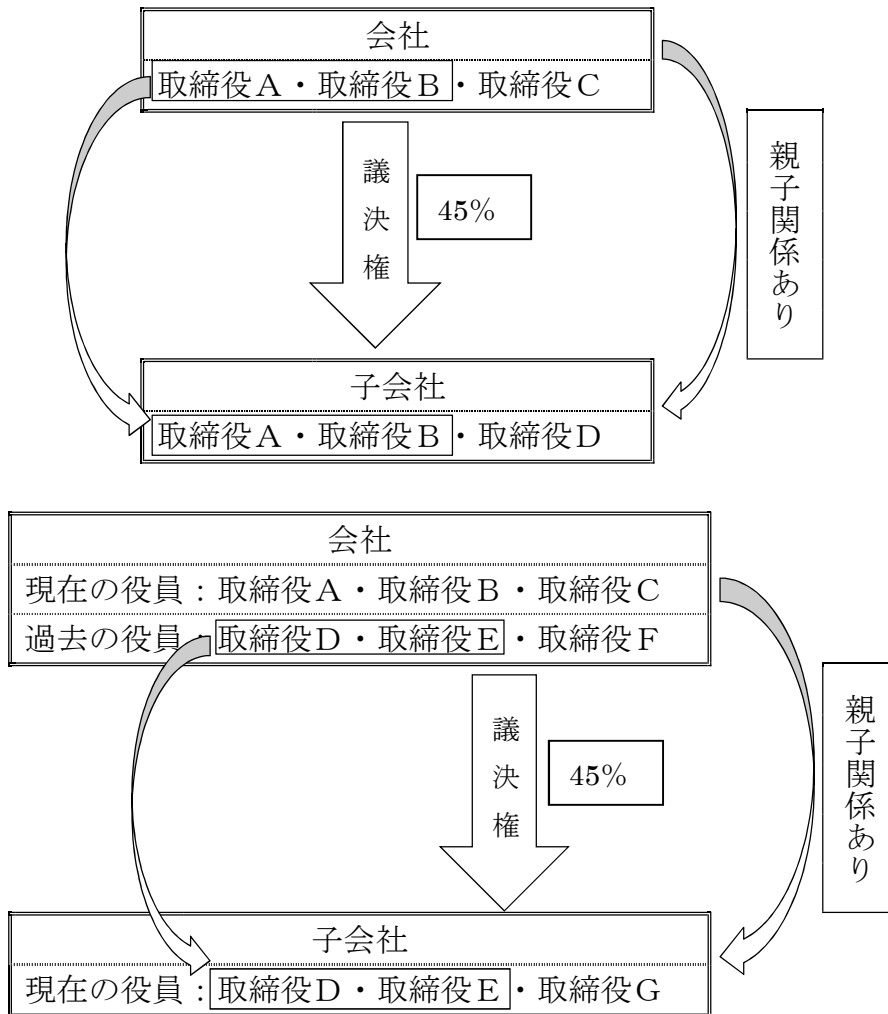 会社
取締役A・取締役B・取締役C
議決権
45%
親子関係あり
子会社
取締役A・取締役B・取締役D
会社
現在の役員：取締役A・取締役B・取締役C
過去の役員：取締役D・取締役E・取締役F
議決権
45%
親子関係あり
子会社
現在の役員：取締役D・取締役E・取締役G